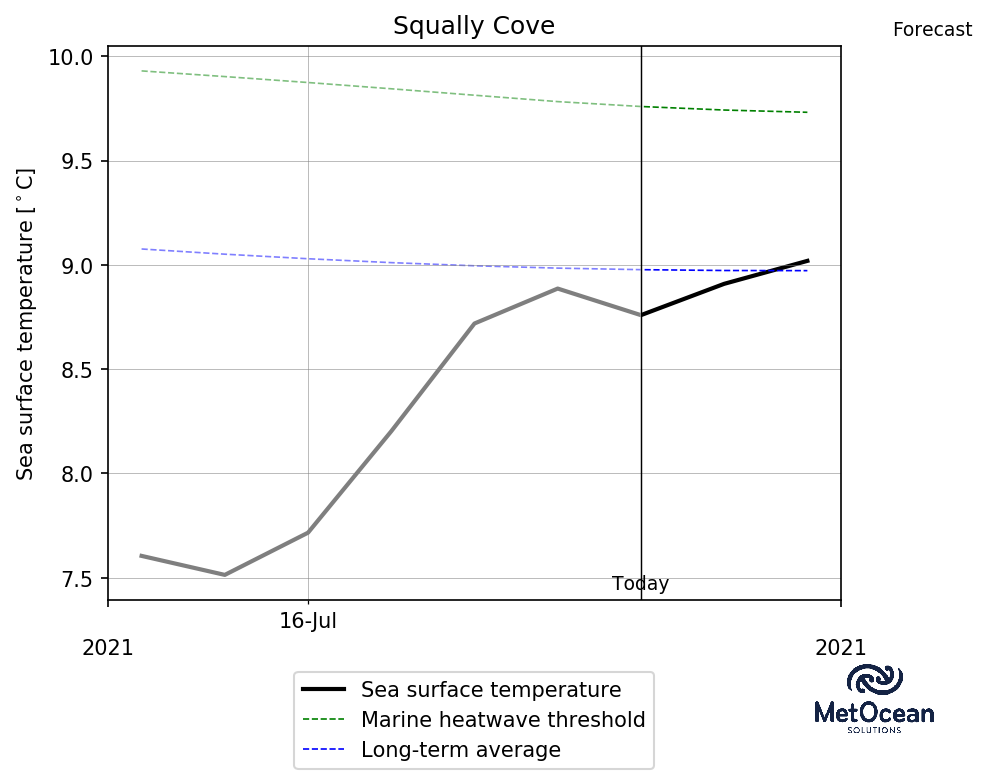 Squally Cove
Forecast
10.0
9.5
9.0
8.5
8.0
7.5
Sea surface temperature [°C]
Today
16-Jul
2021
2021
Sea surface temperature
Marine heatwave threshold
Long-term average
MetOcean
SOLUTIONS